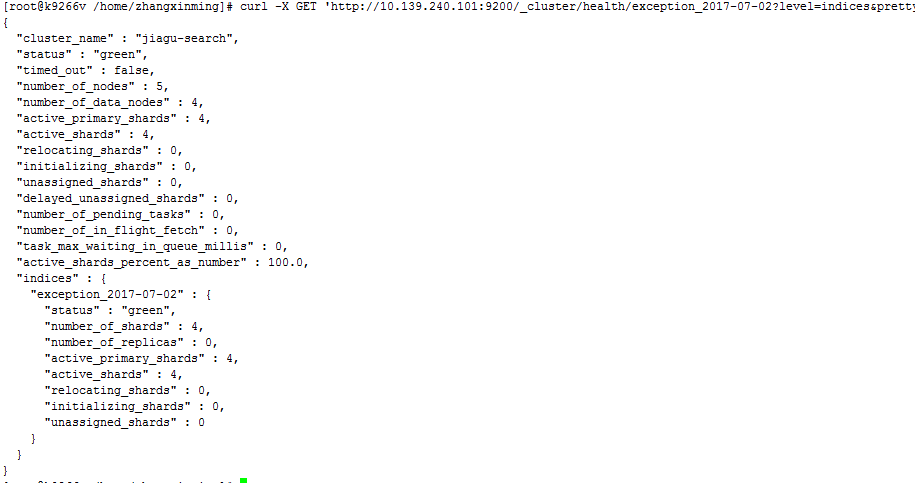 [root@k9266v /home/zhangxinming]# curl -X GET 'http://10.139.240.101:9200/_cluster/health/exception_2017-07-02?level=indices&pretty
{
  "cluster_name" : "jiagu-search",
  "status" : "green",
  "timed_out" : false,
  "number_of_nodes" : 5,
  "number_of_data_nodes" : 4,
  "active_primary_shards" : 4,
  "active_shards" : 4,
  "relocating_shards" : 0,
  "initializing_shards" : 0,
  "unassigned_shards" : 0,
  "delayed_unassigned_shards" : 0,
  "number_of_pending_tasks" : 0,
  "number_of_in_flight_fetch" : 0,
  "task_max_waiting_in_queue_millis" : 0,
  "active_shards_percent_as_number" : 100.0,
  "indices" : {
    "exception_2017-07-02" : {
      "status" : "green",
      "number_of_shards" : 4,
      "number_of_replicas" : 0,
      "active_primary_shards" : 4,
      "active_shards" : 4,
      "relocating_shards" : 0,
      "initializing_shards" : 0,
      "unassigned_shards" : 0
    }
  }
}